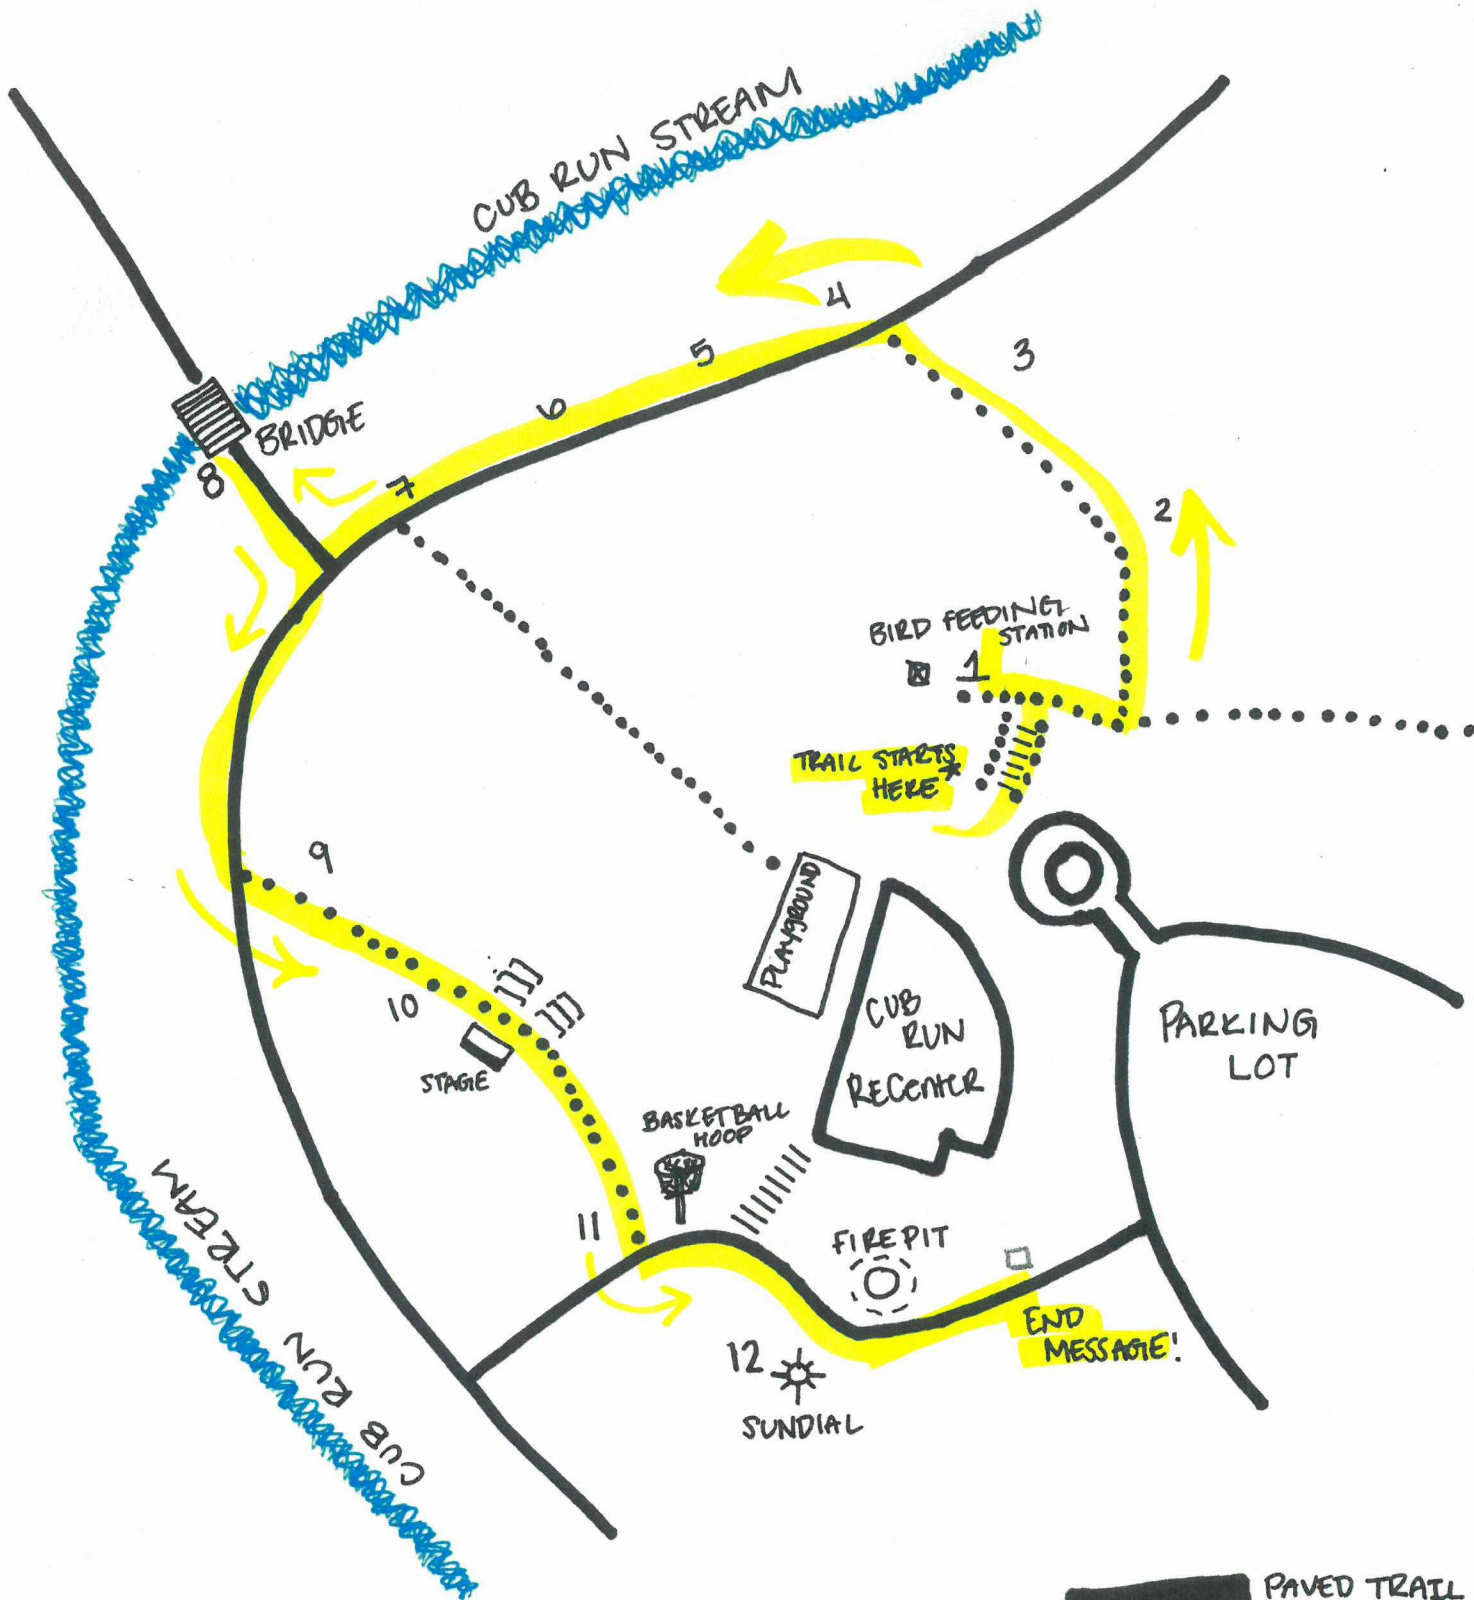 CUB RUN STREAM
4
5
3
6
BRIDGE
8
7
2
BIRD FEEDING
STATION
1
TRAIL STARTS
HERE*
9
PLAYGROUND
10
CUB
RUN
RECENTER
PARKING
LOT
STAGE
BASKETBALL
HOOP
11
FIREPIT
END
MESSAGE!
12
SUNDIAL
CUB RUN STREAM
PAVED TRAIL